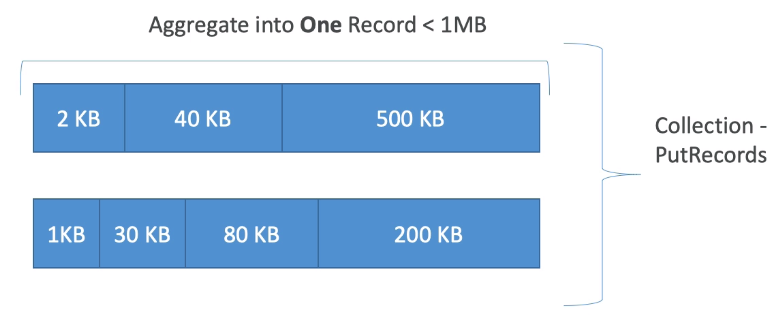 Aggregate into One Record < 1MB
2 KB 40 KB 500 KB
Collection -
PutRecords
1KB 30 KB 80 KB 200 KB